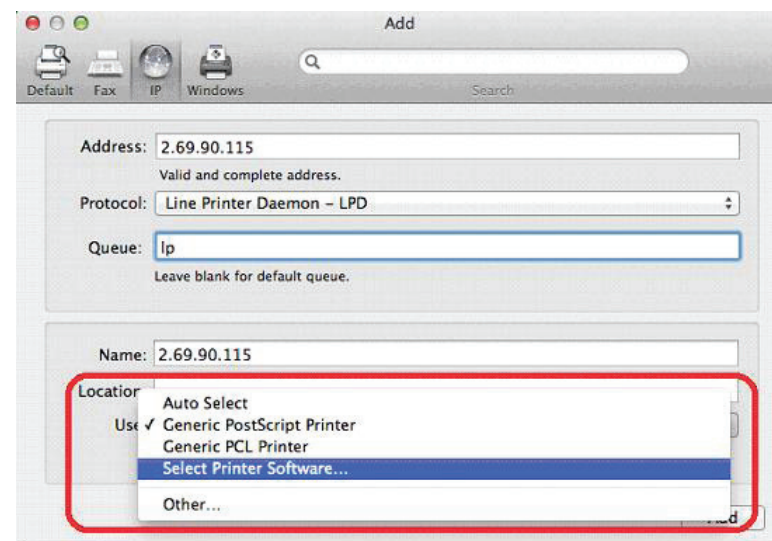 Add
Default Fax IP Windows Search
Address: 2.69.90.115
Valid and complete address.
Protocol: Line Printer Daemon – LPD
Queue: lp
Leave blank for default queue.
Name: 2.69.90.115
Location
Auto Select
Use ✓ Generic PostScript Printer
Generic PCL Printer
Select Printer Software...
Other...